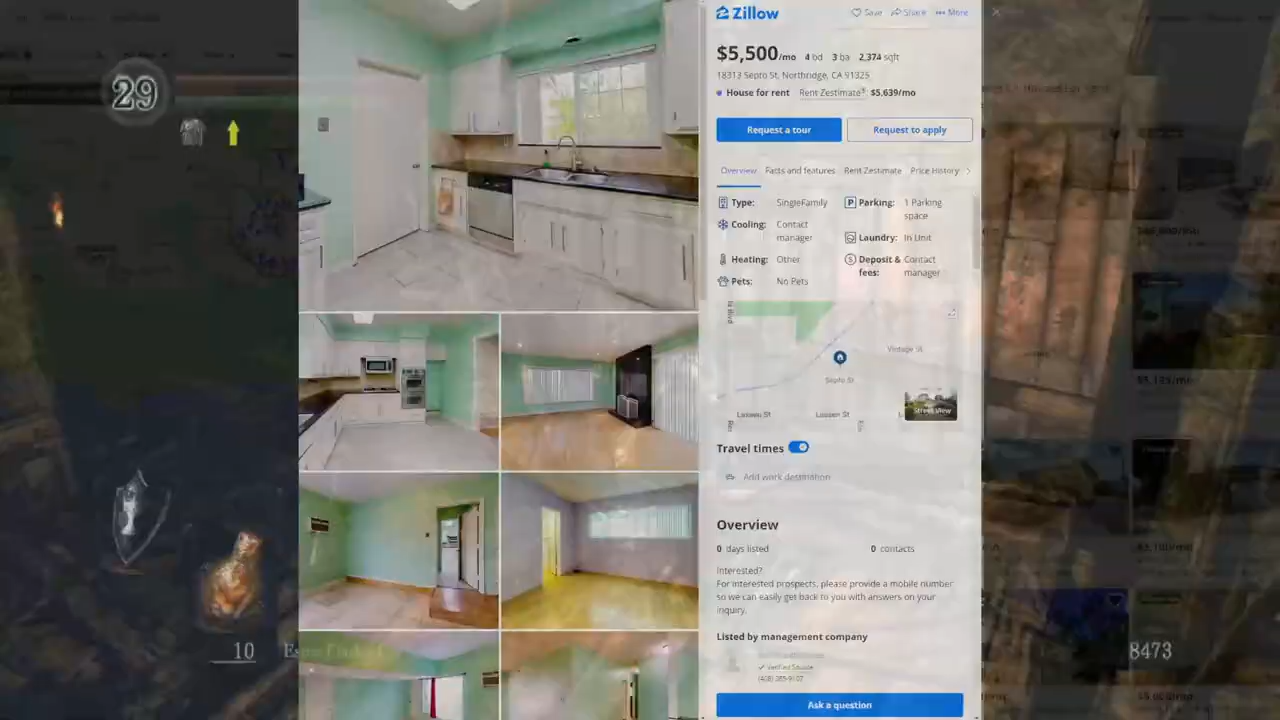 29
Zillow
Save Share More
$5,500/mo 4 bd 3 ba 2,374 sqft
18313 Septo St, Northridge, CA 91325
House for rent Rent Zestimate®: $5,639/mo
Request a tour Request to apply
Overview Facts and features Rent Zestimate Price History
Type: SingleFamily Parking: 1 Parking space
Cooling: Contact manager Laundry: In Unit
Heating: Other Deposit & fees: Contact manager
Pets: No Pets
Vintage St
Septo St
Lassen St Lassen St
Street View
Travel times
Add work destination
Overview
0 days listed 0 contacts
Interested?
For interested prospects, please provide a mobile number
so we can easily get back to you with answers on your
inquiry.
Listed by management company
Verified Source
Ask a question
10
8473